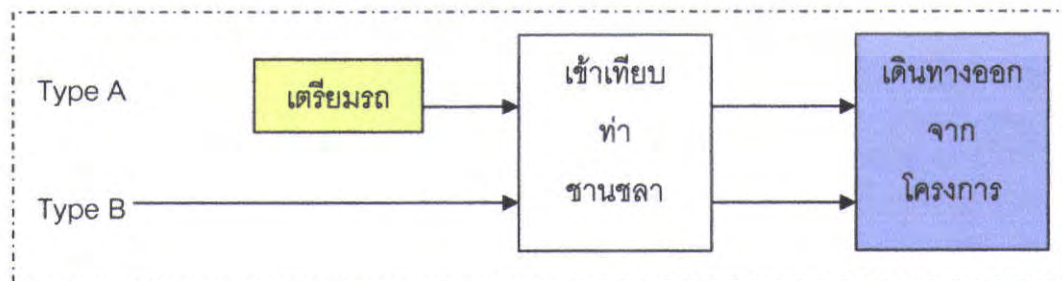 Type A
เตรียมรถ
เข้าเทียบ
ท่า
ชานชลา
เดินทางออก
จาก
โครงการ
Type B